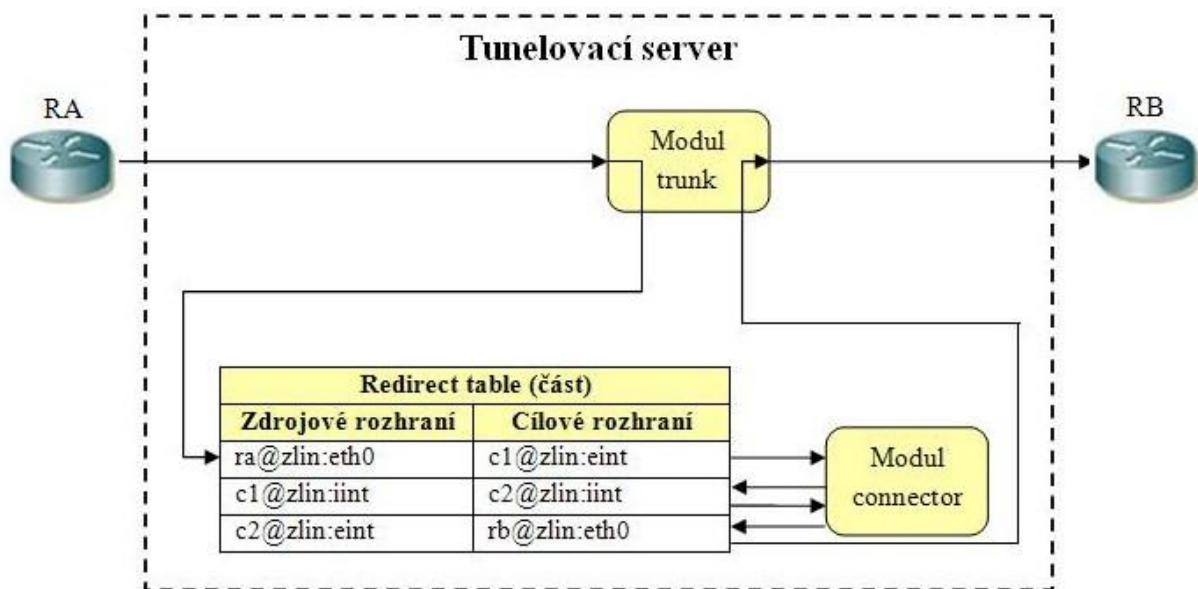 Tunelovací server
RA
RB
Modul
trunk
Redirect table (část)
Zdrojové rozhraní Cílové rozhraní
ra@zlin:eth0 c1@zlin:eint
c1@zlin:iint c2@zlin:iint
c2@zlin:eint rb@zlin:eth0
Modul
connector